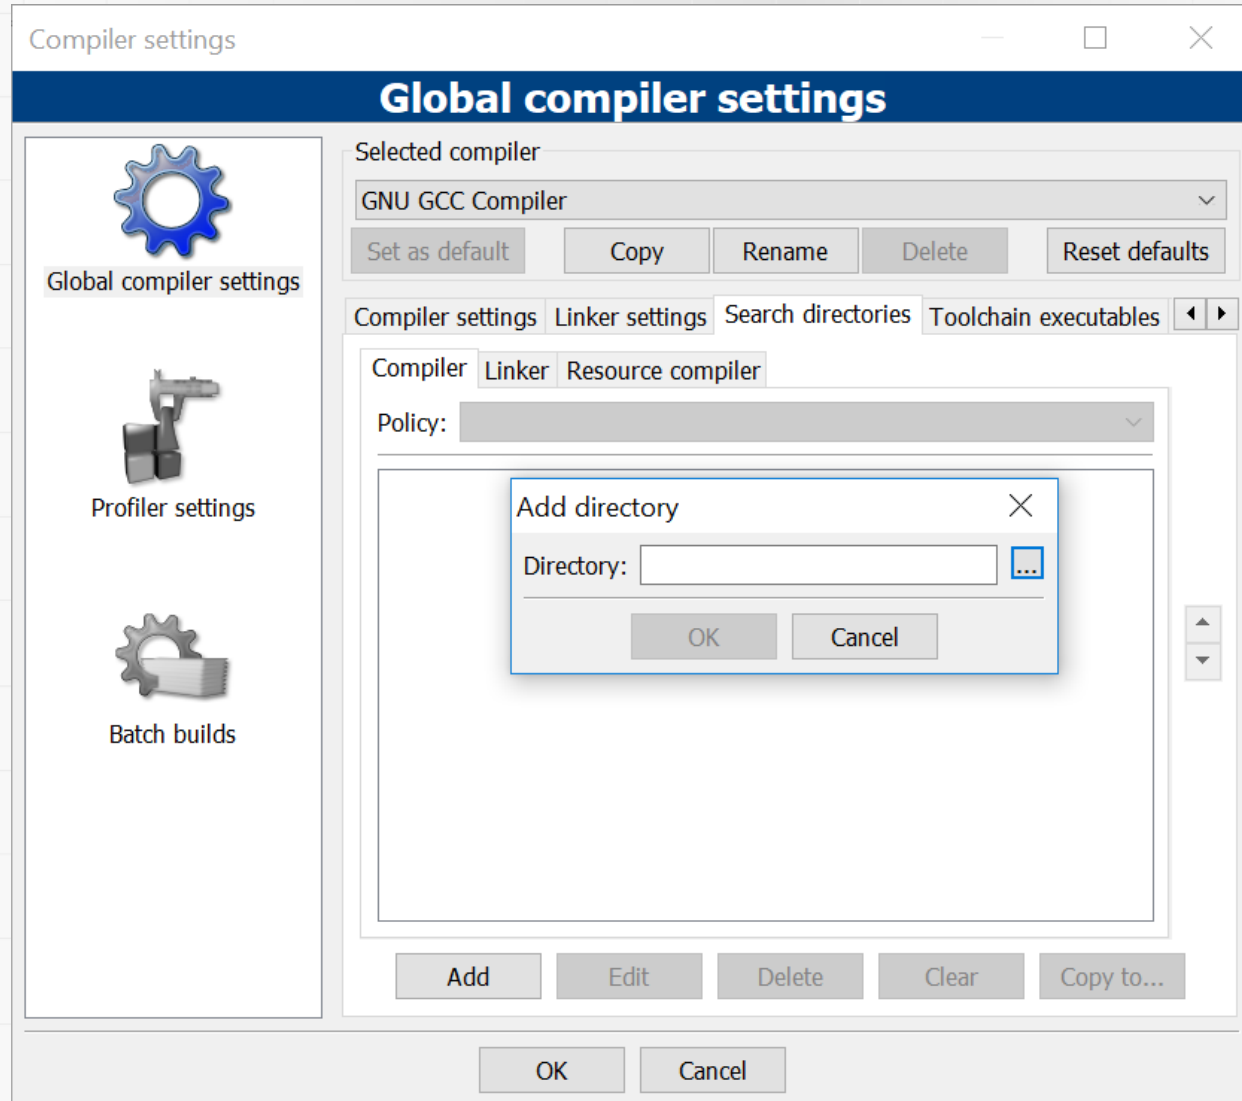 Compiler settings
Global compiler settings
Global compiler settings
Profiler settings
Batch builds
Selected compiler
GNU GCC Compiler
Set as default Copy Rename Delete Reset defaults
Compiler settings Linker settings Search directories Toolchain executables
Compiler Linker Resource compiler
Policy:
Add directory
Directory: ...
OK Cancel
Add Edit Delete Clear Copy to...
OK Cancel